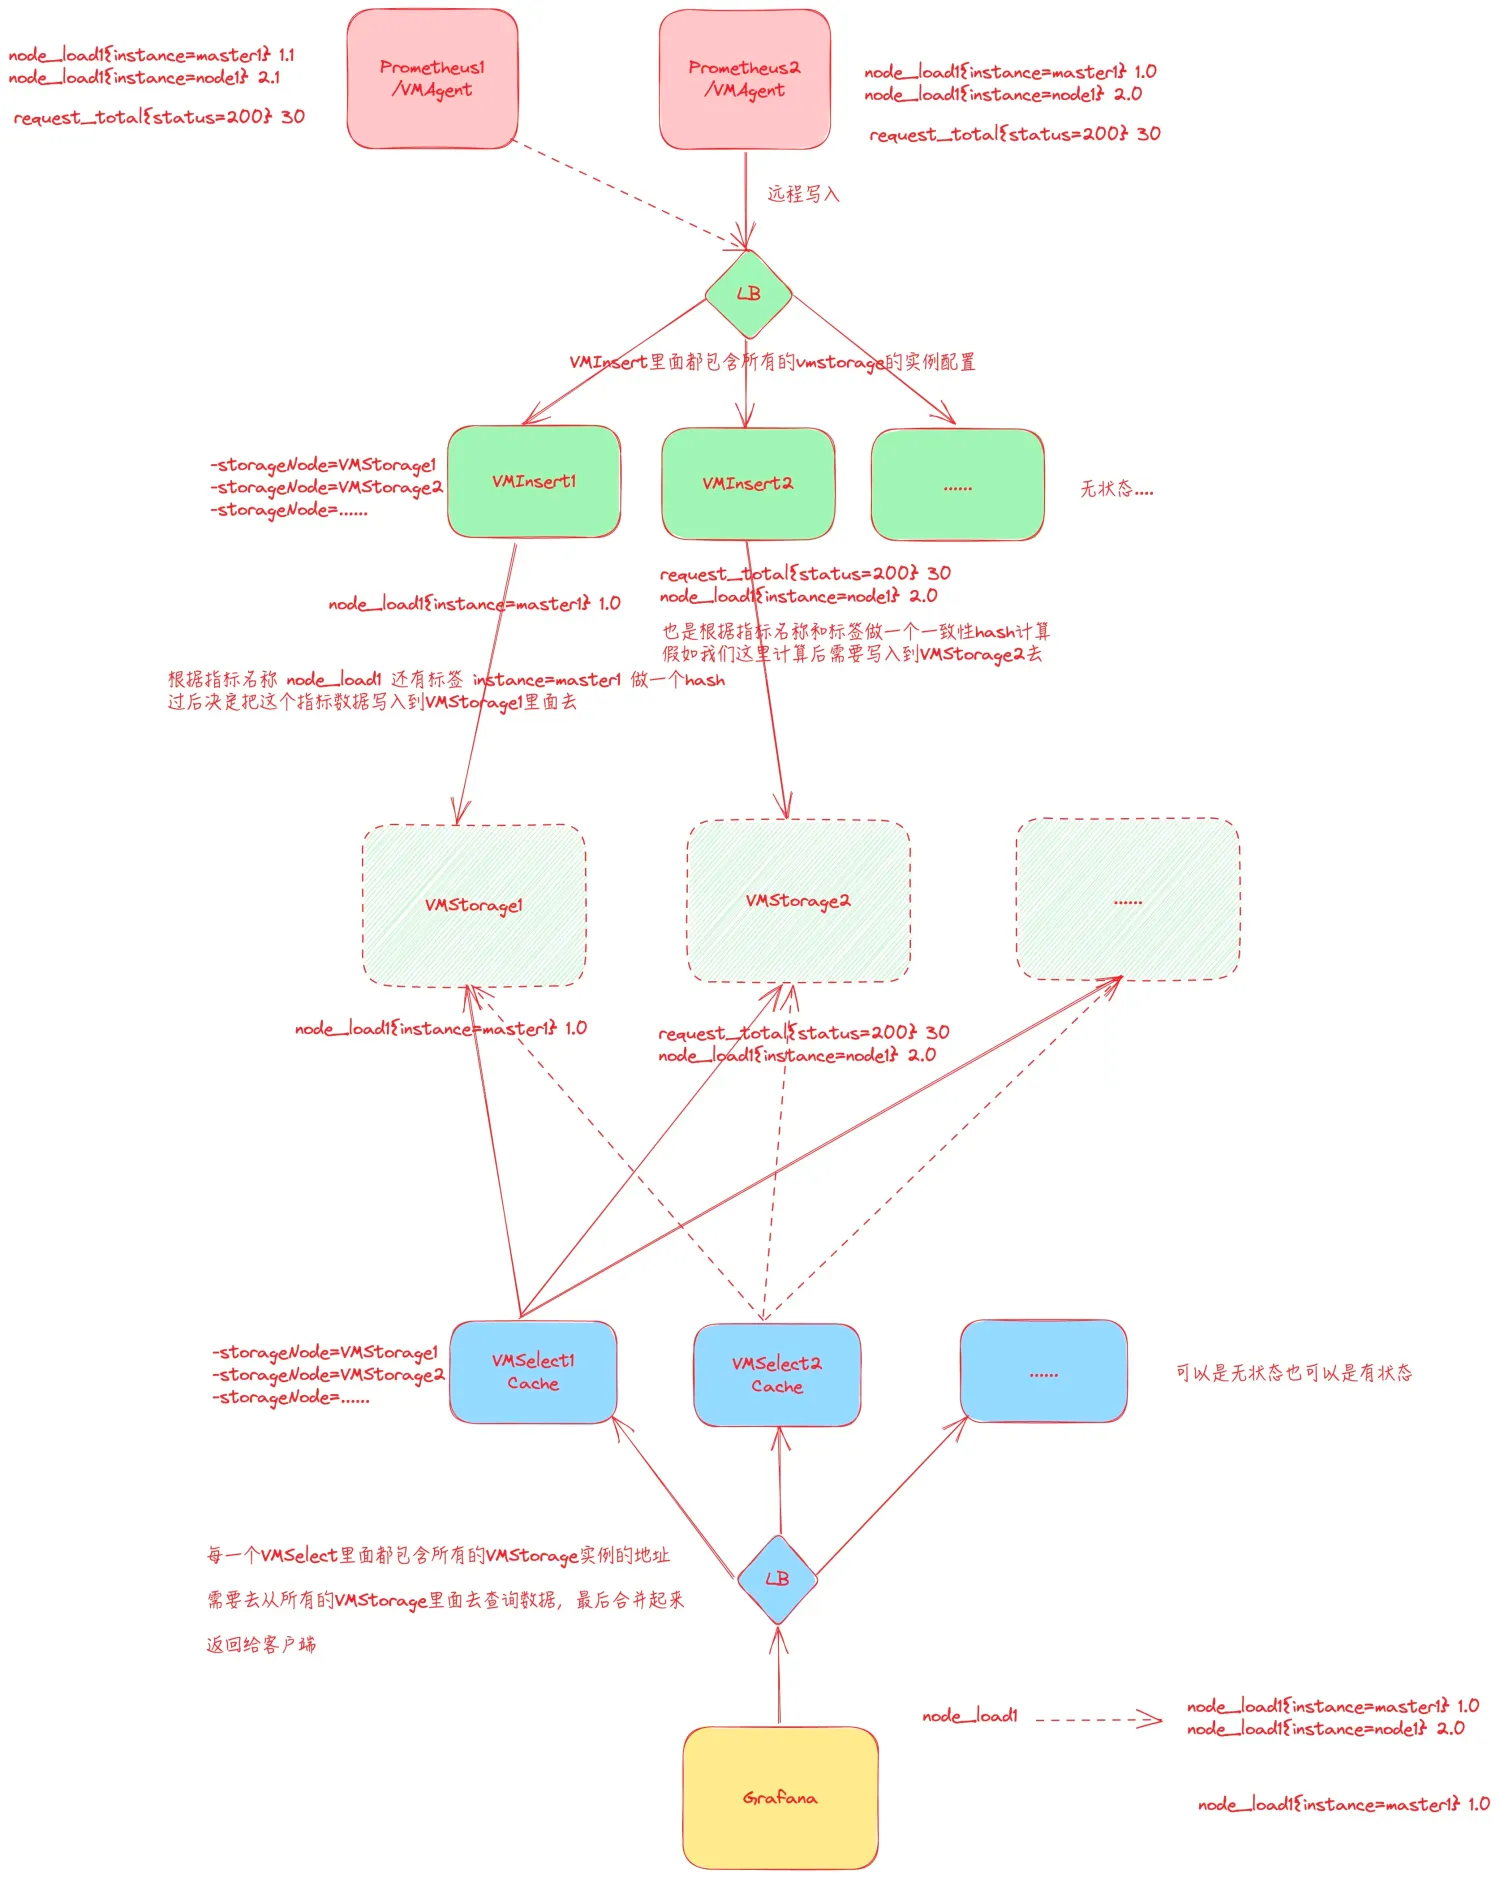 node_load1{instance=master1} 1.1
node_load1{instance=node1} 2.1
request_total{status=200} 30
Prometheus1
/VMAgent
Prometheus2
/VMAgent
node_load1{instance=master1} 1.0
node_load1{instance=node1} 2.0
request_total{status=200} 30
远程写入
LB
VMInsert里面都包含所有的vmstorage的实例配置
-storageNode=VMStorage1
-storageNode=VMStorage2
-storageNode=......
VMInsert1
VMInsert2
......
无状态....
node_load1{instance=master1} 1.0
request_total{status=200} 30
node_load1{instance=node1} 2.0
也是根据指标名称和标签做一个一致性hash计算
假如我们这里计算后需要写入到VMStorage2去
根据指标名称 node_load1 还有标签 instance=master1 做一个hash
过后决定把这个指标数据写入到VMStorage1里面去
VMStorage1
VMStorage2
......
node_load1{instance=master1} 1.0
request_total{status=200} 30
node_load1{instance=node1} 2.0
-storageNode=VMStorage1
-storageNode=VMStorage2
-storageNode=......
VMSelect1
Cache
VMSelect2
Cache
......
可以是无状态也可以是有状态
每一个VMSelect里面都包含所有的VMStorage实例的地址
需要去从所有的VMStorage里面去查询数据，最后合并起来
返回给客户端
LB
node_load1
node_load1{instance=master1} 1.0
node_load1{instance=node1} 2.0
Grafana
node_load1{instance=master1} 1.0